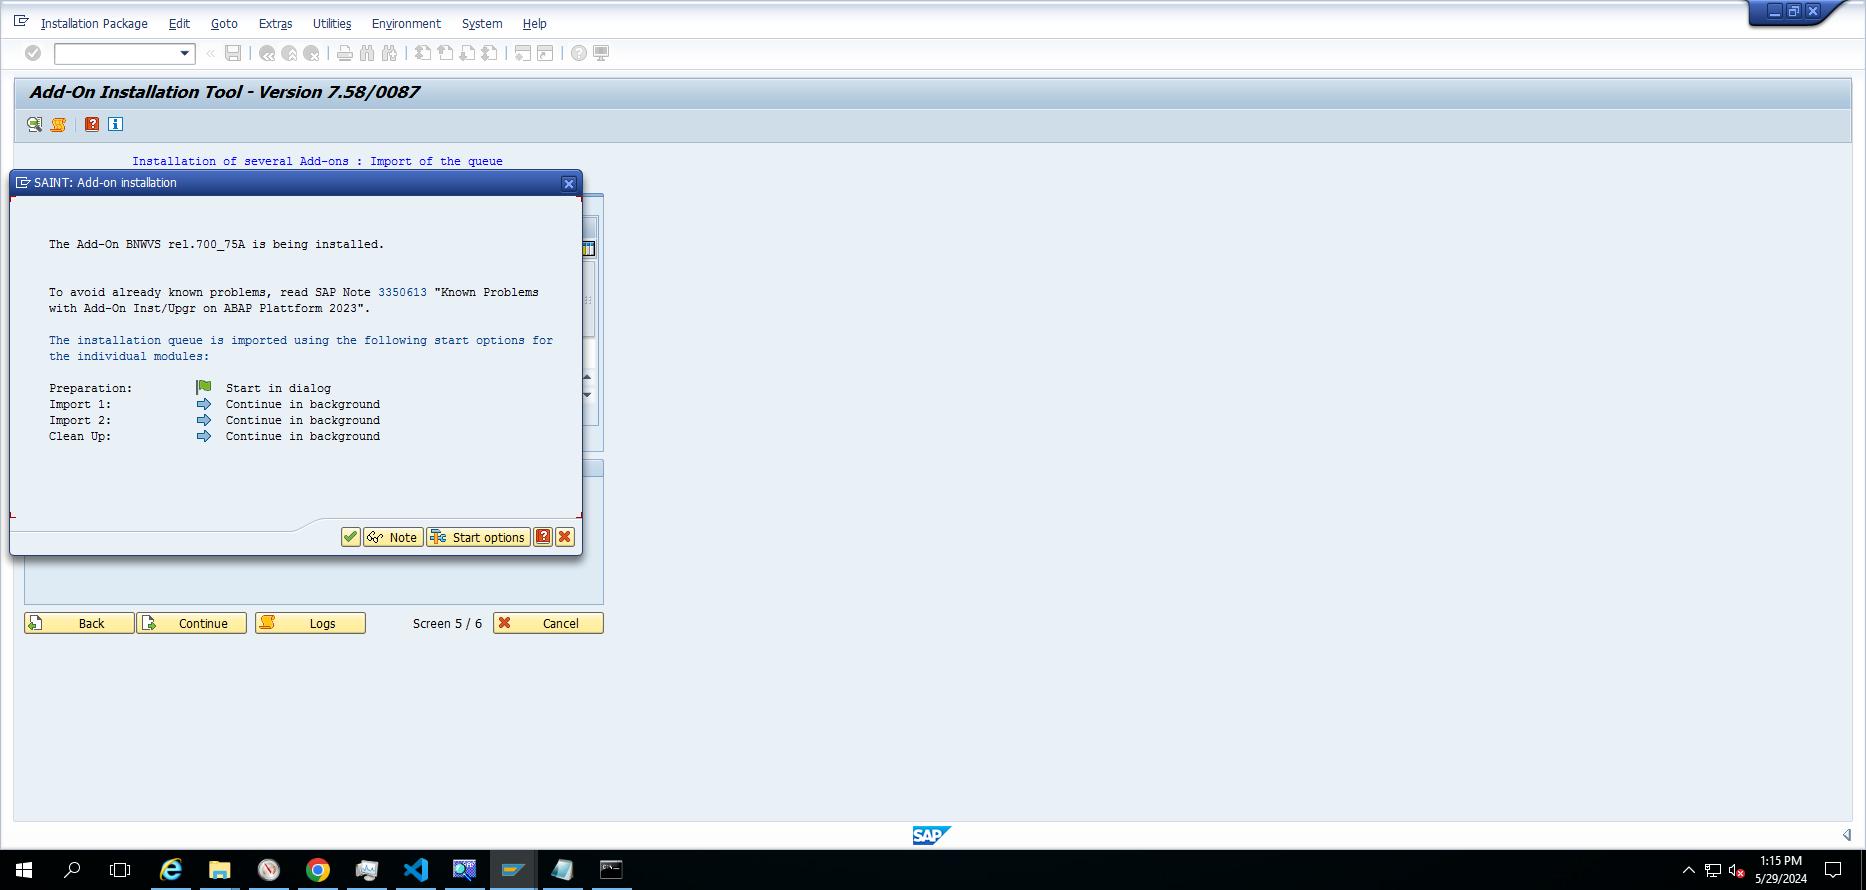 Installation Package Edit Goto Extras Utilities Environment System Help
Add-On Installation Tool - Version 7.58/0087
Installation of several Add-ons : Import of the queue
SAINT: Add-on installation
The Add-On BNWVS rel.700_75A is being installed.
To avoid already known problems, read SAP Note 3350613 "Known Problems
with Add-On Inst/Upgr on ABAP Plattform 2023".
The installation queue is imported using the following start options for
the individual modules:
Preparation: Start in dialog
Import 1: Continue in background
Import 2: Continue in background
Clean Up: Continue in background
Note Start options
Back Continue Logs Screen 5 / 6 Cancel
SAP
1:15 PM
5/29/2024